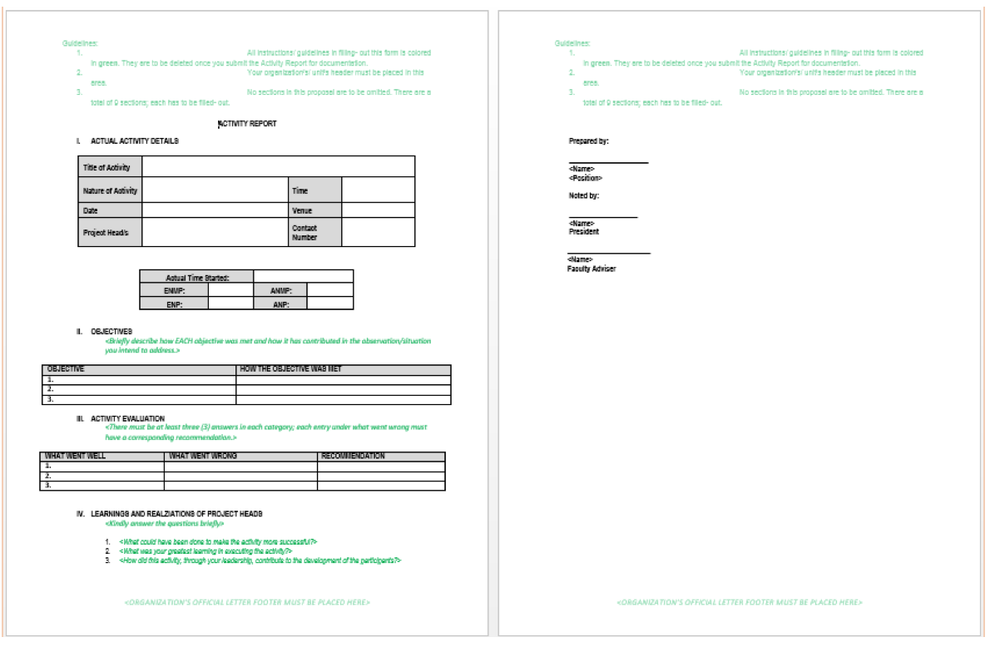 Guidelines:
1. All instructions/ guidelines in filling- out this form is colored
in green. They are to be deleted once you submit the Activity Report for documentation.
2. Your organization's/ unit's header must be placed in this
area.
3. No sections in this proposal are to be omitted. There are a
total of 9 sections; each has to be filled- out.
ACTIVITY REPORT
I. ACTUAL ACTIVITY DETAILS
Title of Activity
Nature of Activity Time
Date Venue
Project Head/s Contact
Number
Actual Time Started:
ENMP: ANMP:
ENP: ANP:
II. OBJECTIVES
<Briefly describe how EACH objective was met and how it has contributed in the observation/situation
you intend to address.>
OBJECTIVE HOW THE OBJECTIVE WAS MET
1.
2.
3.
III. ACTIVITY EVALUATION
<There must be at least three (3) answers in each category; each entry under what went wrong must
have a corresponding recommendation.>
WHAT WENT WELL WHAT WENT WRONG RECOMMENDATION
1.
2.
3.
IV. LEARNINGS AND REALZIATIONS OF PROJECT HEADS
<Kindly answer the questions briefly>
1. <What could have been done to make the activity more successful?>
2. <What was your greatest learning in executing the activity?>
3. <How did this activity, through your leadership, contribute to the development of the participants?>
<ORGANIZATION'S OFFICIAL LETTER FOOTER MUST BE PLACED HERE>
Guidelines:
1. All instructions/ guidelines in filling- out this form is colored
in green. They are to be deleted once you submit the Activity Report for documentation.
2. Your organization's/ unit's header must be placed in this
area.
3. No sections in this proposal are to be omitted. There are a
total of 9 sections; each has to be filled- out.
Prepared by:
<Name>
<Position>
Noted by:
<Name>
President
<Name>
Faculty Adviser
<ORGANIZATION'S OFFICIAL LETTER FOOTER MUST BE PLACED HERE>